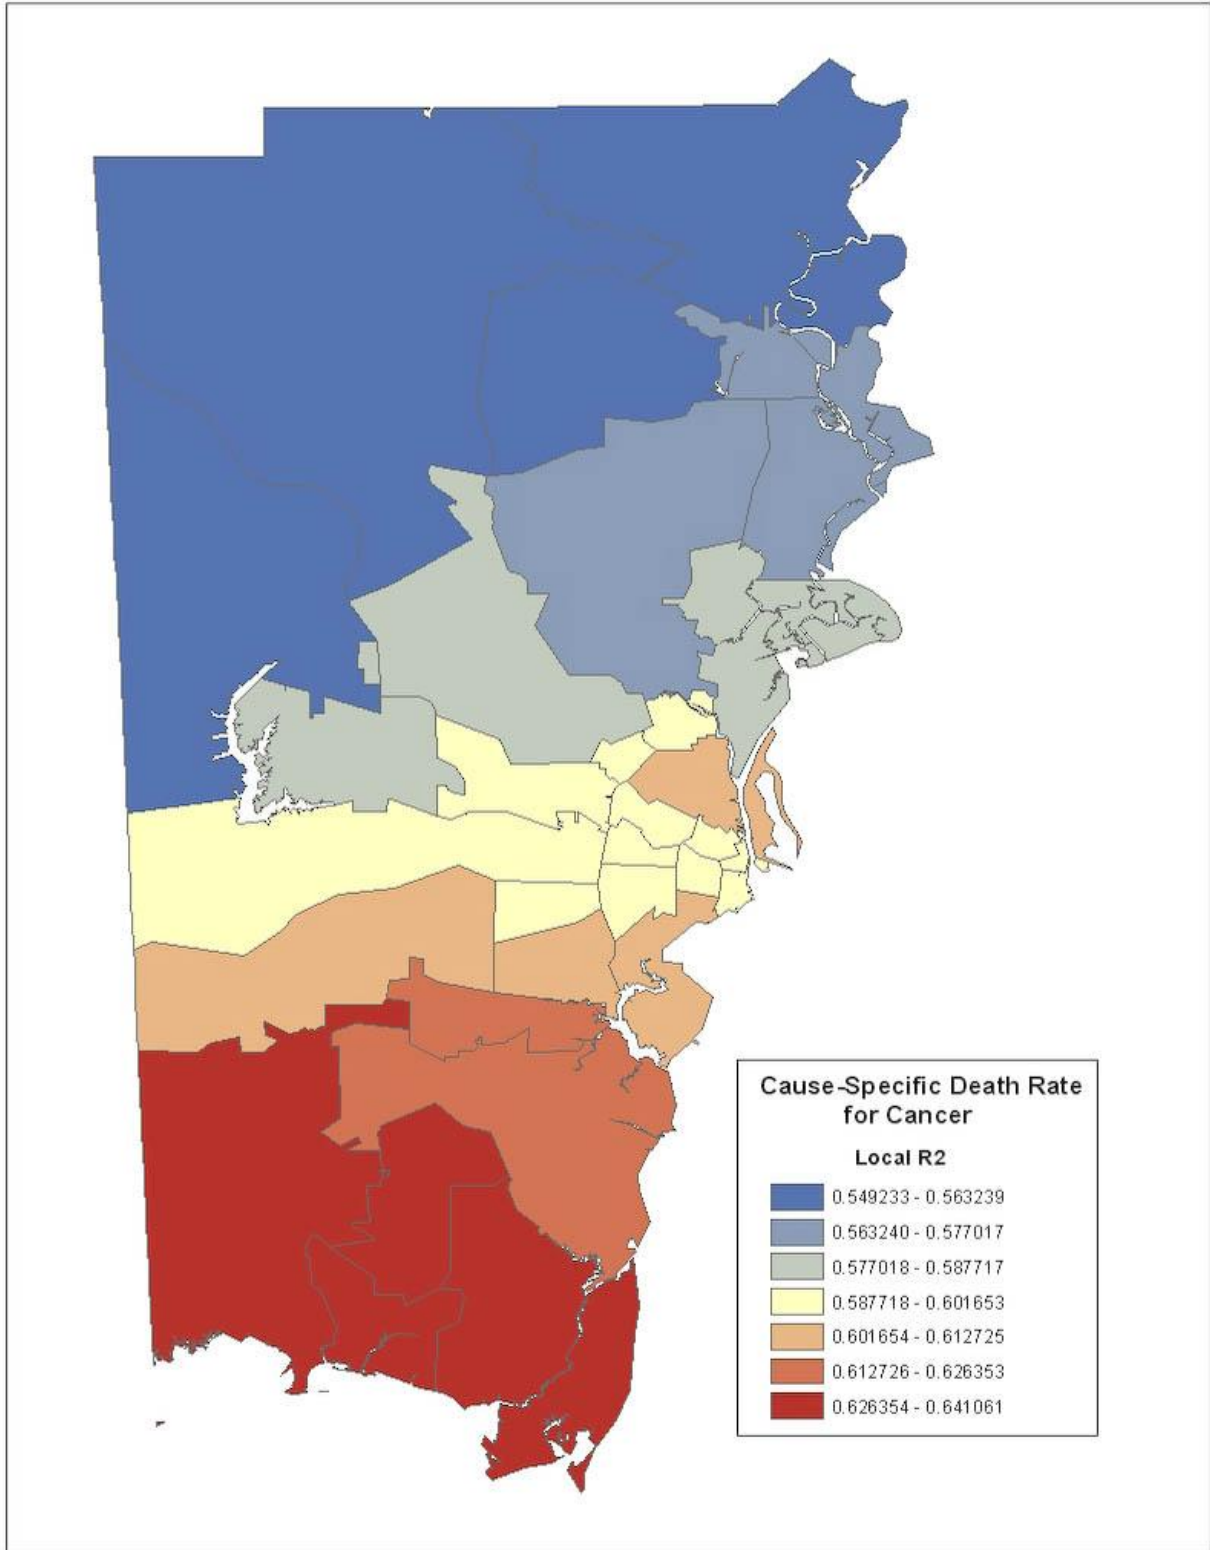 Cause-Specific Death Rate
for Cancer
Local R2
0.549233 - 0.563239
0.563240 - 0.577017
0.577018 - 0.587717
0.587718 - 0.601653
0.601654 - 0.612725
0.612726 - 0.626353
0.626354 - 0.641061